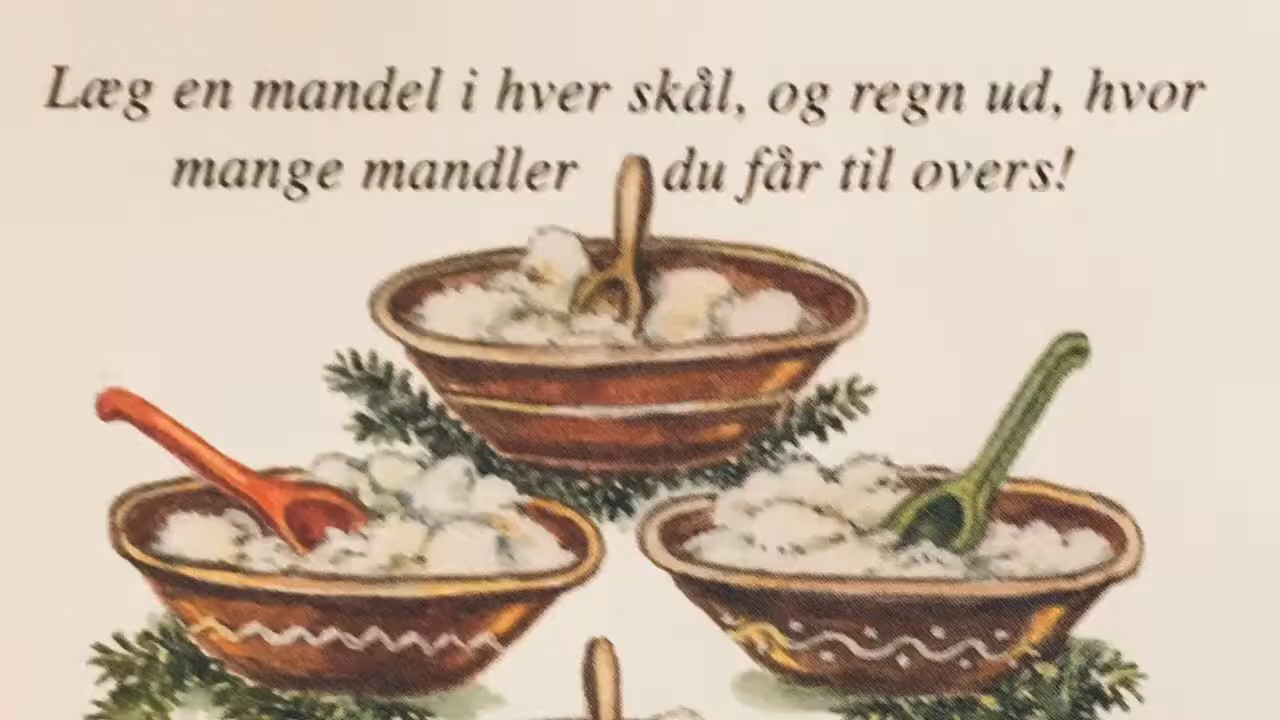 Læg en mandel i hver skål, og regn ud, hvor
mange mandler du får til overs!